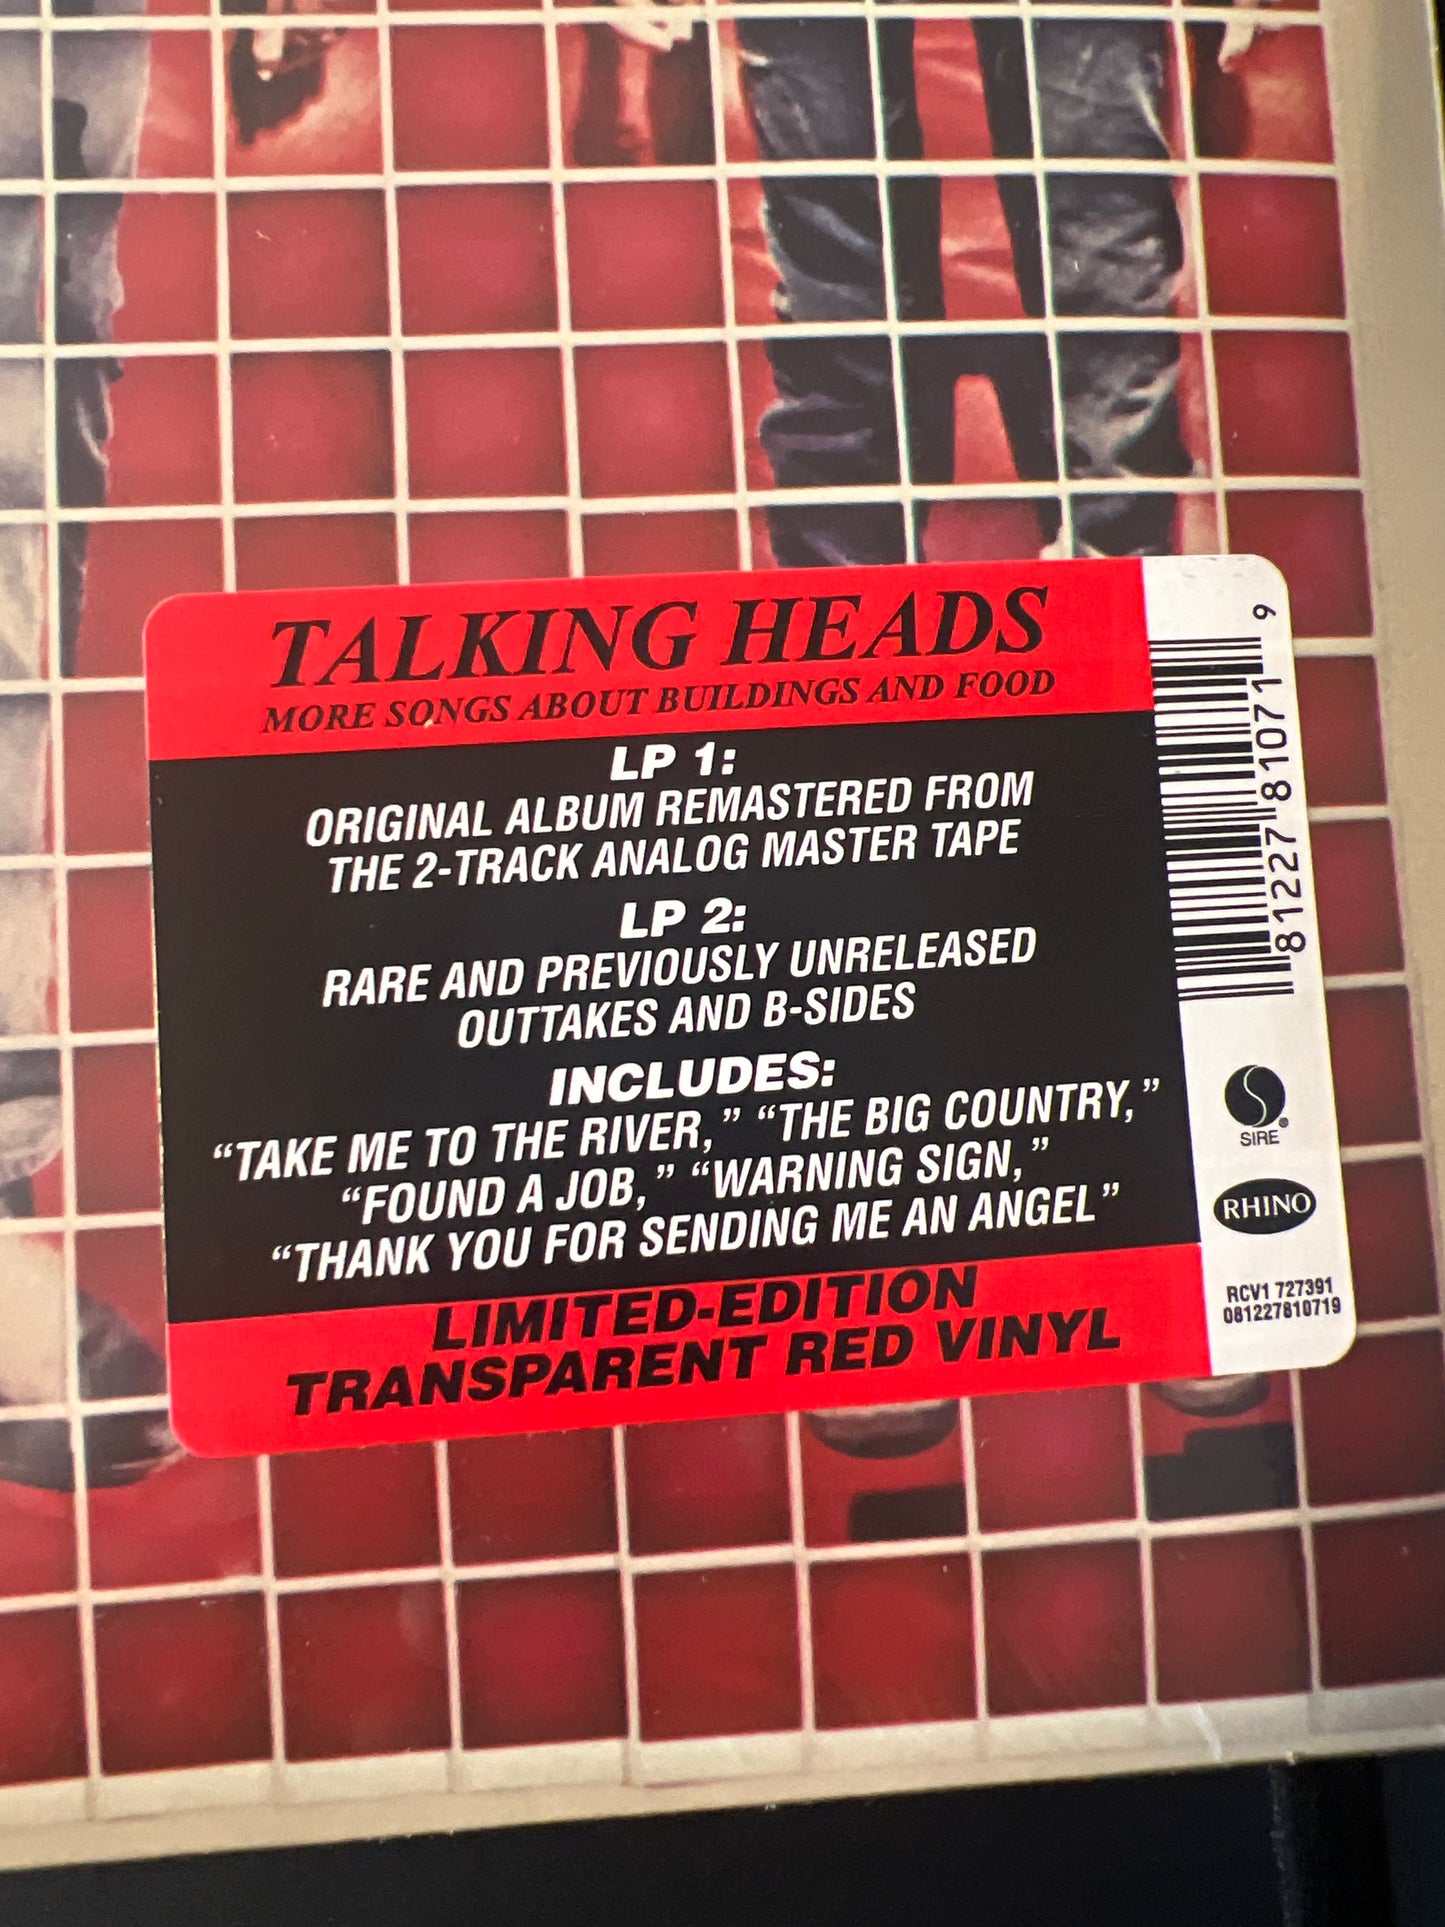 TALKING HEADS
MORE SONGS ABOUT BUILDINGS AND FOOD
LP 1:
ORIGINAL ALBUM REMASTERED FROM
THE 2-TRACK ANALOG MASTER TAPE
LP 2:
RARE AND PREVIOUSLY UNRELEASED
OUTTAKES AND B-SIDES
INCLUDES:
“TAKE ME TO THE RIVER,” “THE BIG COUNTRY,”
“FOUND A JOB,” “WARNING SIGN,”
“THANK YOU FOR SENDING ME AN ANGEL”
LIMITED-EDITION
TRANSPARENT RED VINYL
8 12278 1071 9
SIRE®
RHINO
RCV1 727391
081227810719